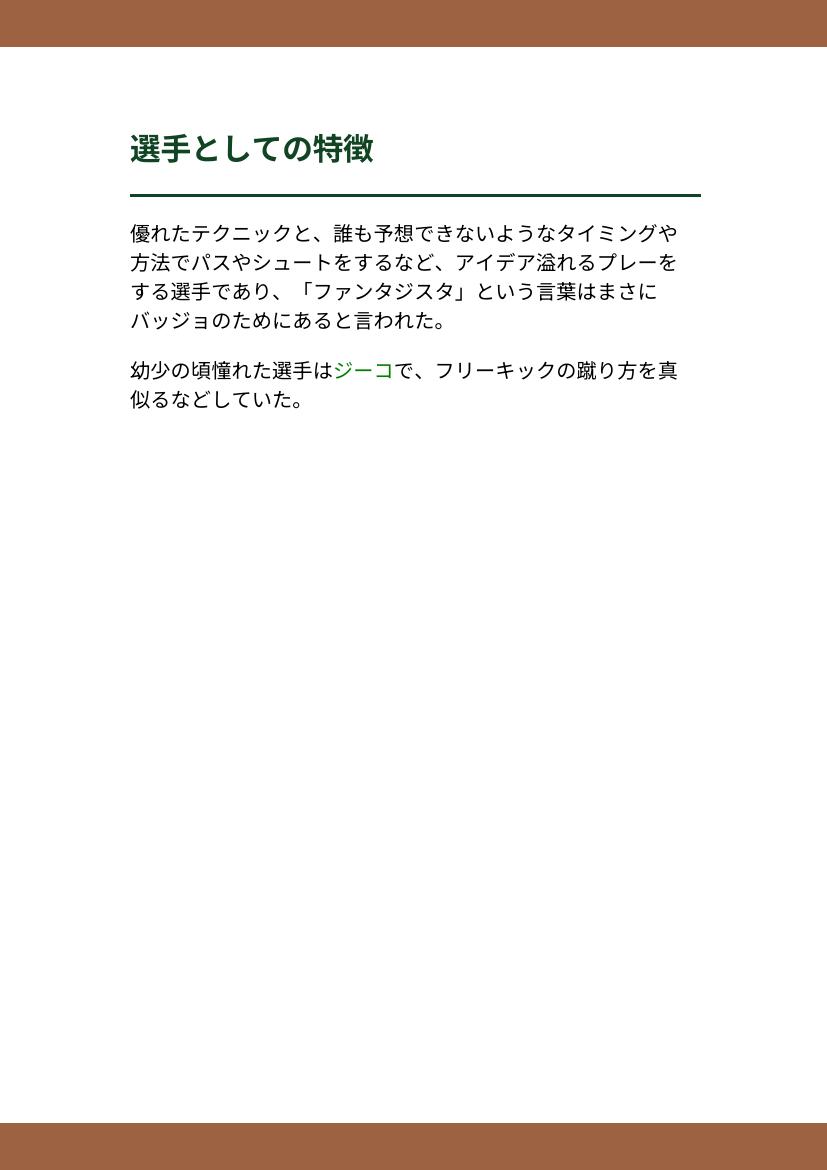 選手としての特徴
優れたテクニックと、誰も予想できないようなタイミングや
方法でパスやシュートをするなど、アイデア溢れるプレーを
する選手であり、「ファンタジスタ」という言葉はまさに
バッジョのためにあると言われた。
幼少の頃憧れた選手はジーコで、フリーキックの蹴り方を真
似るなどしていた。